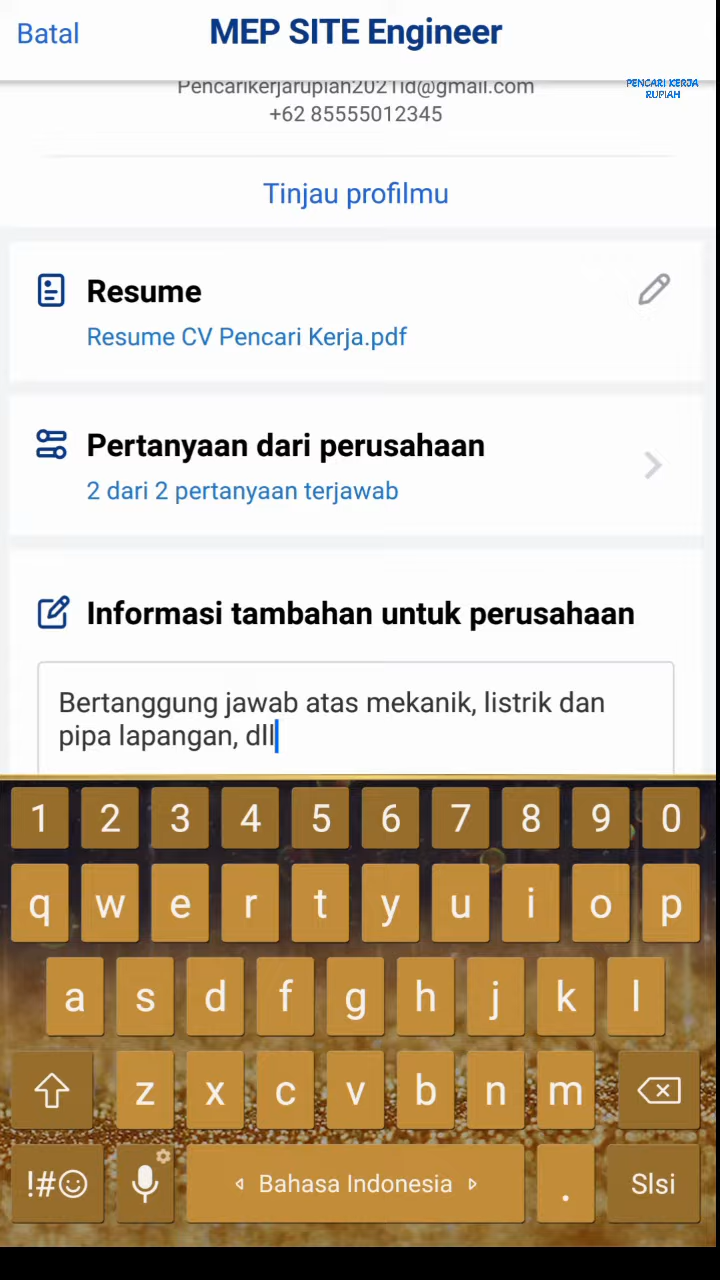 Batal
MEP SITE Engineer
PENCARI KERJA
RUPIAH
Pencarikerjarupiah2021id@gmail.com
+62 85555012345
Tinjau profilmu
Resume
Resume CV Pencari Kerja.pdf
Pertanyaan dari perusahaan
2 dari 2 pertanyaan terjawab
Informasi tambahan untuk perusahaan
Bertanggung jawab atas mekanik, listrik dan
pipa lapangan, dll
1 2 3 4 5 6 7 8 9 0
q w e r t y u i o p
a s d f g h j k l
z x c v b n m
!#☺ Bahasa Indonesia . Slsi